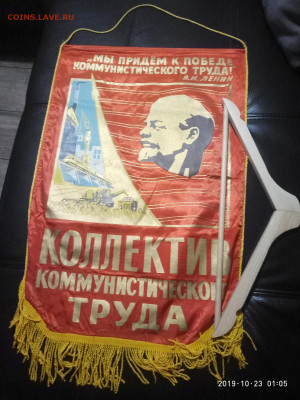 COINS.LAVE.RU
„МЫ ПРИДЁМ К ПОБЕДЕ
КОММУНИСТИЧЕСКОГО ТРУДА!
В.И. ЛЕНИН
КОЛЛЕКТИВ
КОММУНИСТИЧЕСКОГО
ТРУДА
2019-10-23 01:05